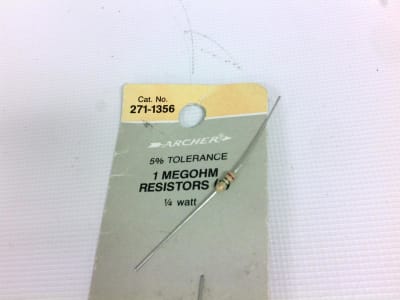 Cat. No.
271-1356
ARCHER
5% TOLERANCE
1 MEGOHM
RESISTORS (
¼ watt